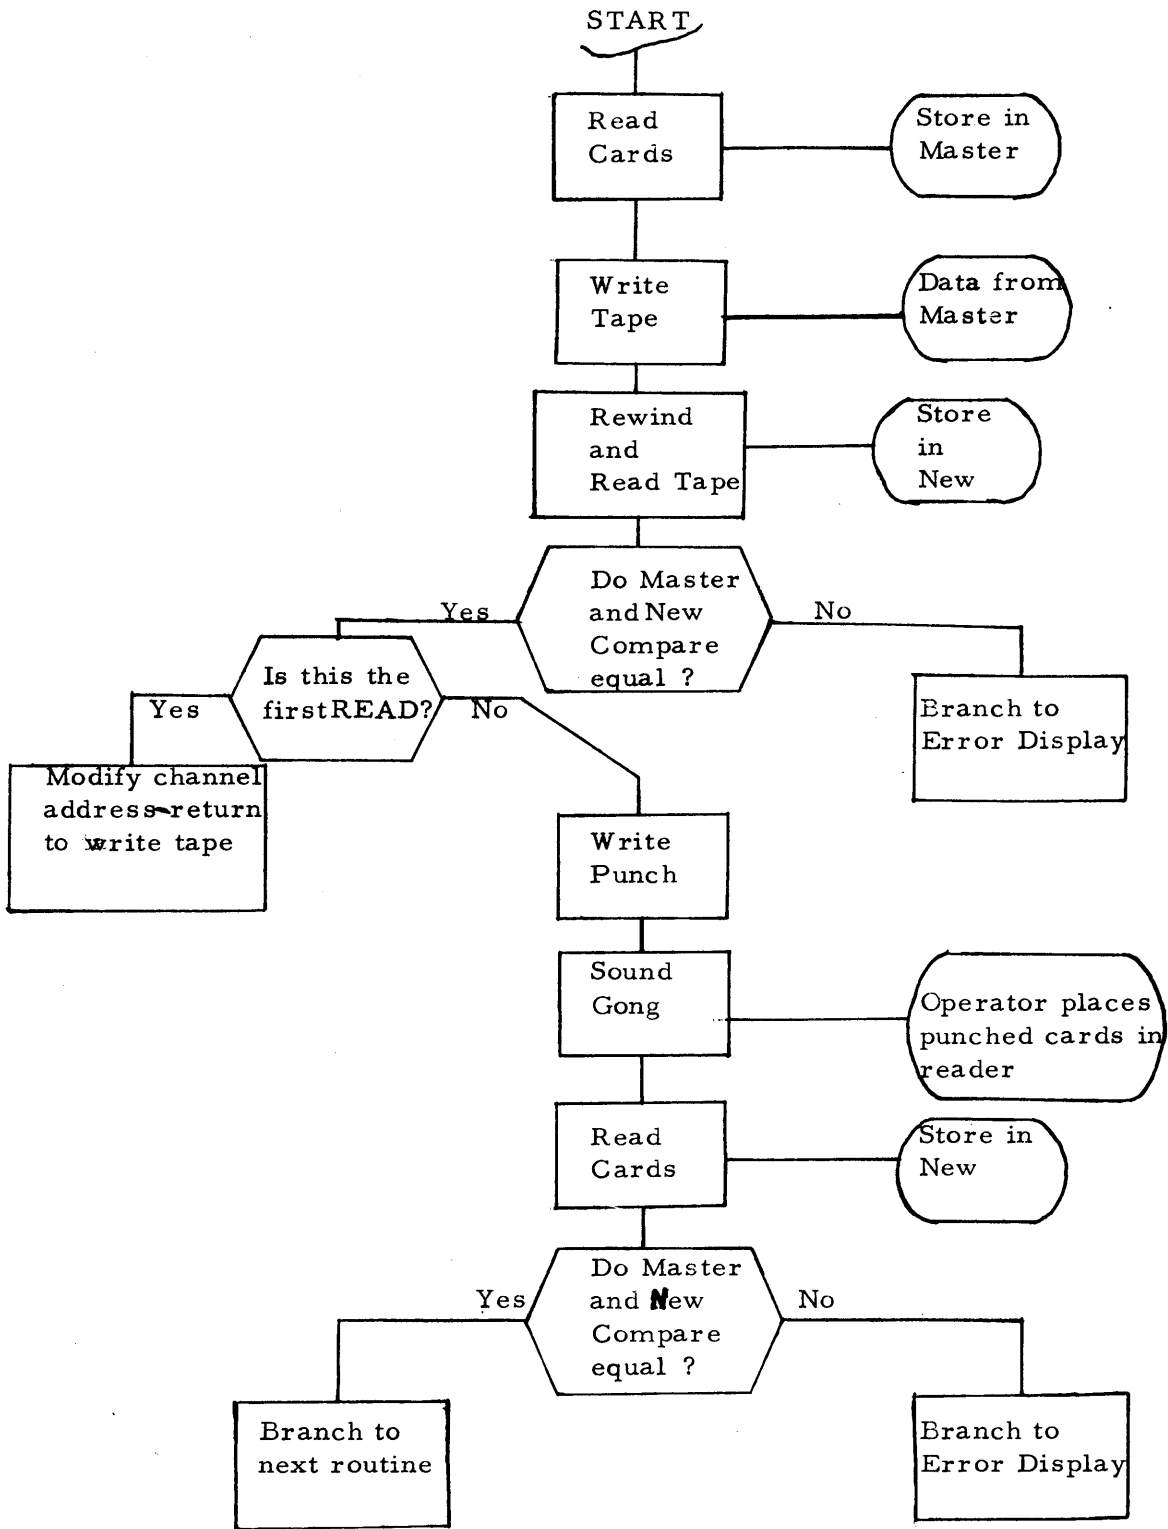 START
Read
Cards
Store in
Master
Write
Tape
Data from
Master
Rewind
and
Read Tape
Store
in
New
Do Master
and New
Compare
equal ?
Yes
No
Is this the
first READ?
Yes
No
Branch to
Error Display
Modify channel
address-return
to write tape
Write
Punch
Sound
Gong
Operator places
punched cards in
reader
Read
Cards
Store in
New
Do Master
and New
Compare
equal ?
Yes
No
Branch to
next routine
Branch to
Error Display